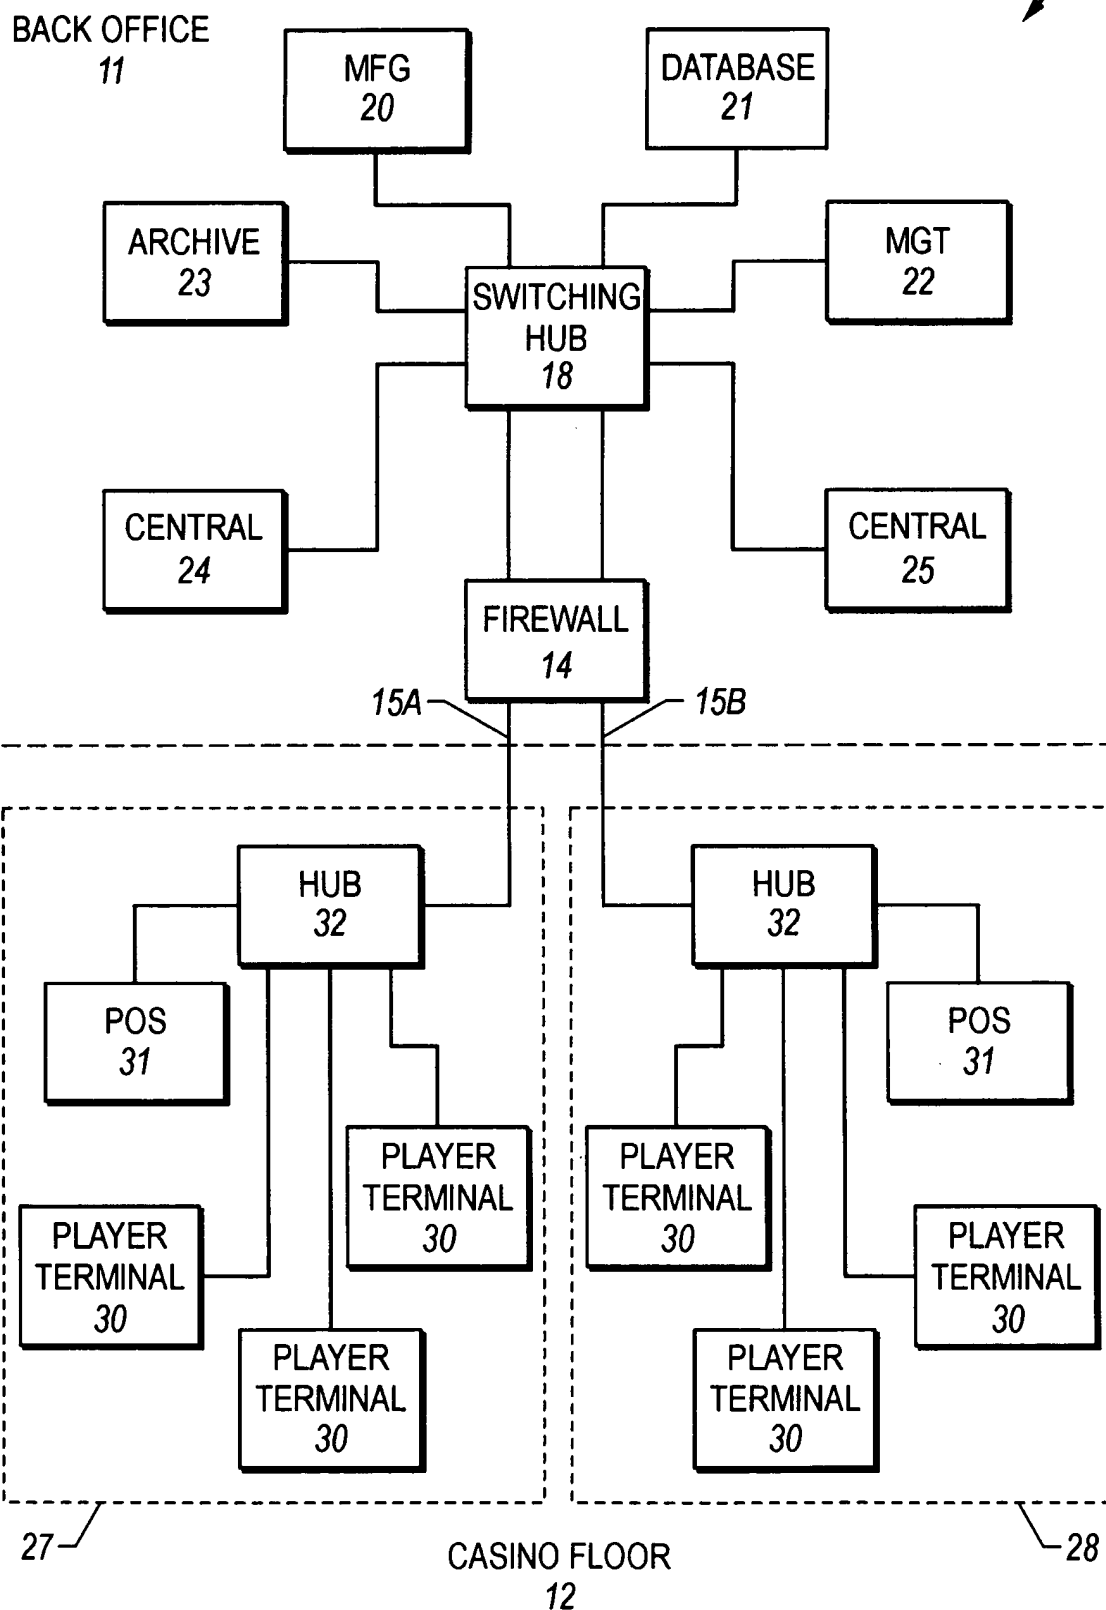 BACK OFFICE
11
MFG
20
DATABASE
21
ARCHIVE
23
MGT
22
SWITCHING
HUB
18
CENTRAL
24
CENTRAL
25
FIREWALL
14
15A
15B
HUB
32
HUB
32
POS
31
POS
31
PLAYER
TERMINAL
30
PLAYER
TERMINAL
30
PLAYER
TERMINAL
30
PLAYER
TERMINAL
30
PLAYER
TERMINAL
30
PLAYER
TERMINAL
30
27
28
CASINO FLOOR
12